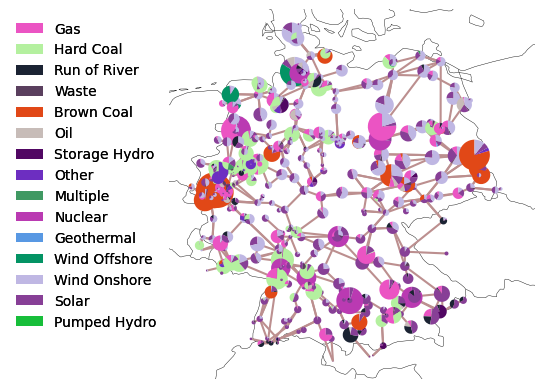 Gas
Hard Coal
Run of River
Waste
Brown Coal
Oil
Storage Hydro
Other
Multiple
Nuclear
Geothermal
Wind Offshore
Wind Onshore
Solar
Pumped Hydro